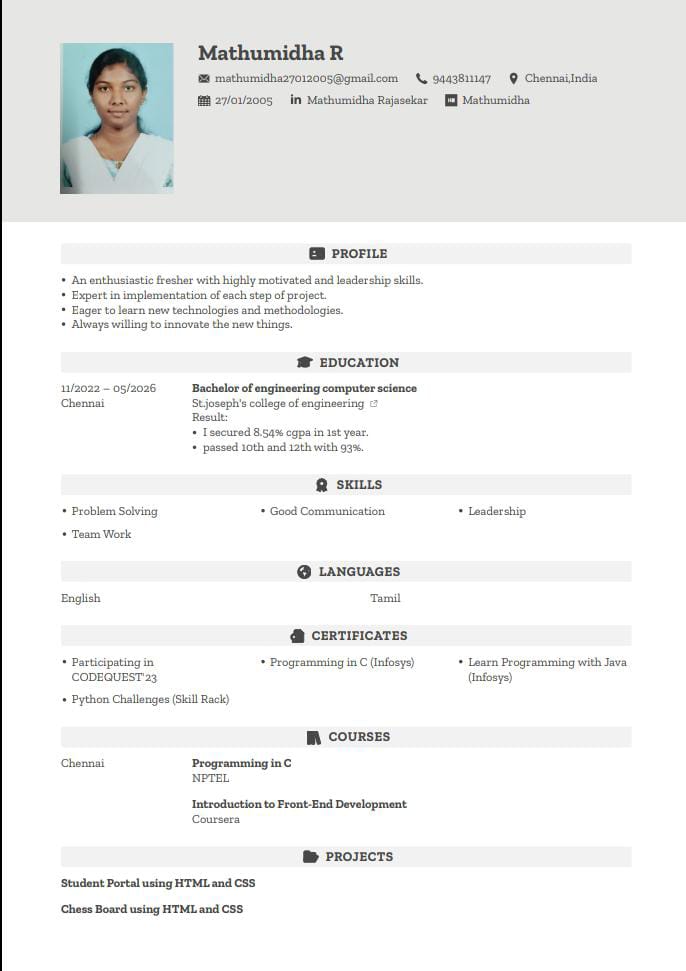 Mathumidha R
mathumidha27012005@gmail.com 9443811147 Chennai,India
27/01/2005 in Mathumidha Rajasekar Mathumidha
PROFILE
• An enthusiastic fresher with highly motivated and leadership skills.
• Expert in implementation of each step of project.
• Eager to learn new technologies and methodologies.
• Always willing to innovate the new things.
EDUCATION
11/2022 – 05/2026 Bachelor of engineering computer science
Chennai St.joseph's college of engineering
Result:
• I secured 8.54% cgpa in 1st year.
• passed 10th and 12th with 93%.
SKILLS
• Problem Solving • Good Communication • Leadership
• Team Work
LANGUAGES
English Tamil
CERTIFICATES
• Participating in • Programming in C (Infosys) • Learn Programming with Java
CODEQUEST'23 (Infosys)
• Python Challenges (Skill Rack)
COURSES
Chennai Programming in C
NPTEL
Introduction to Front-End Development
Coursera
PROJECTS
Student Portal using HTML and CSS
Chess Board using HTML and CSS